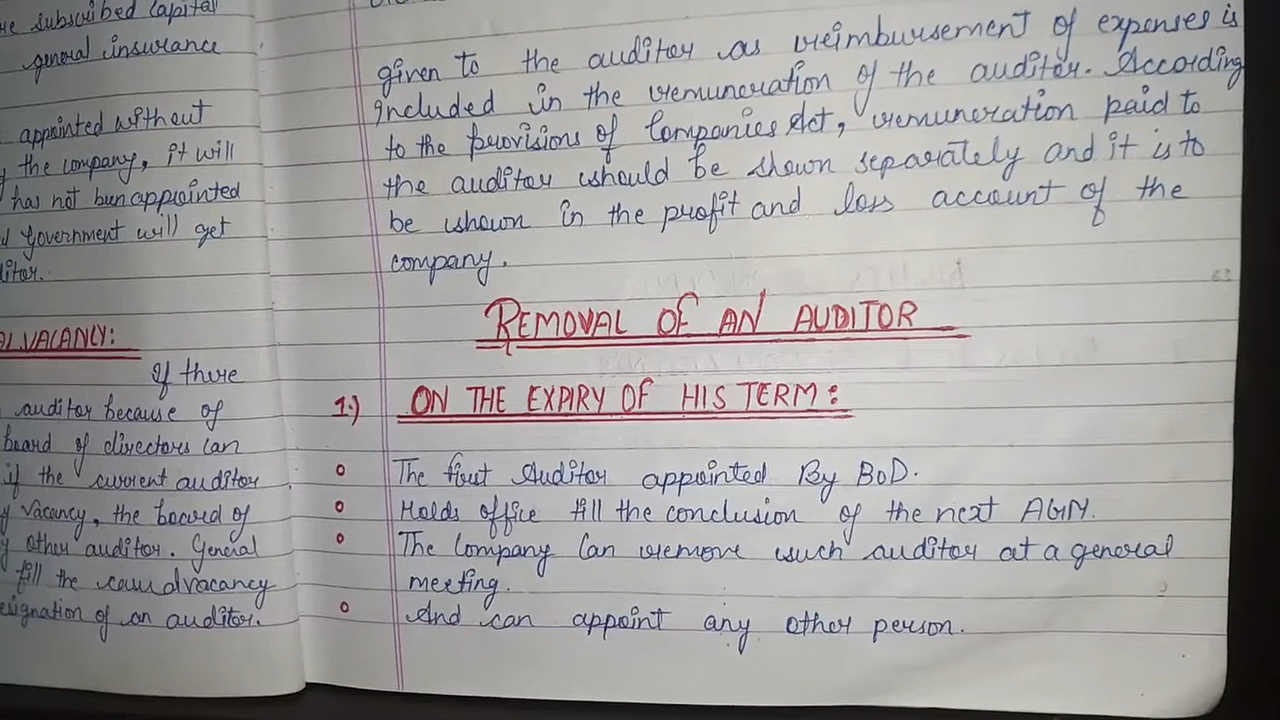 he subscribed Capital
general insurance
appointed without
the company, it will
has not been appointed
Government will get
VACANCY:
If there
auditor because of
board of directors can
if the current auditor
vacancy, the board of
other auditor. General
fill the casual vacancy
resignation of an auditor.
given to the auditor as reimbursement of expenses is
included in the remuneration of the auditor. According
to the provisions of Companies Act, remuneration paid to
the auditor should be shown separately and it is to
be shown in the profit and loss account of the
company.
REMOVAL OF AN AUDITOR
1.) ON THE EXPIRY OF HIS TERM:
The first Auditor appointed By BoD.
Holds office till the conclusion of the next AGM.
The Company Can remove such auditor at a general
meeting.
And can appoint any other person.